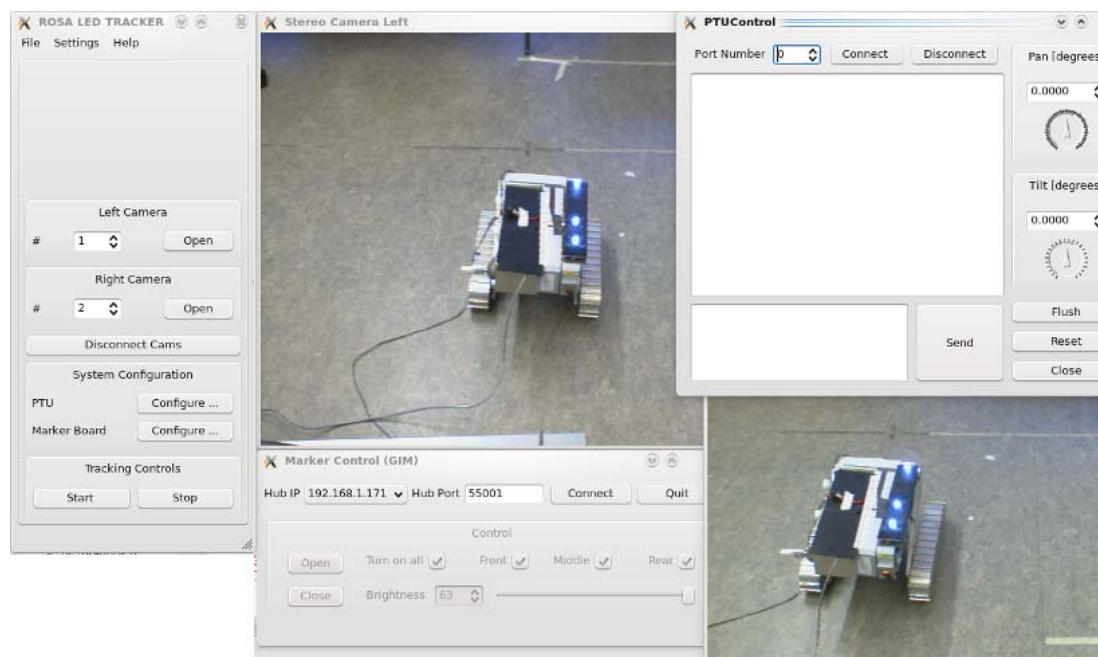 ROSA LED TRACKER
File Settings Help
Left Camera
# 1 Open
Right Camera
# 2 Open
Disconnect Cams
System Configuration
PTU Configure ...
Marker Board Configure ...
Tracking Controls
Start Stop
Stereo Camera Left
PTUControl
Port Number 0 Connect Disconnect
Pan [degrees
0.0000
Tilt [degrees
0.0000
Flush
Reset
Close
Send
Marker Control (GIM)
Hub IP 192.168.1.171 Hub Port 55001 Connect Quit
Control
Open Turn on all Front Middle Rear
Close Brightness 63